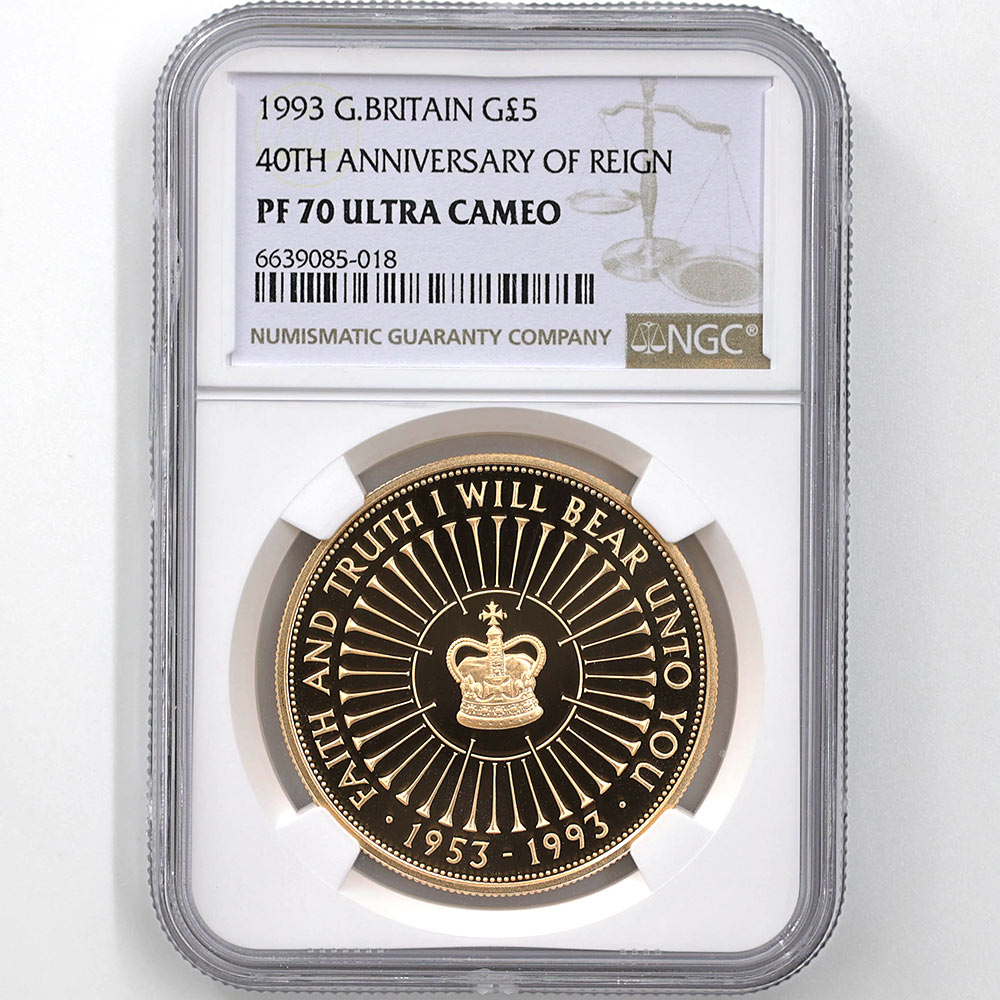 1993 G.BRITAIN G£5
40TH ANNIVERSARY OF REIGN
PF 70 ULTRA CAMEO
6639085-018
NUMISMATIC GUARANTY COMPANY
NGC®
FAITH AND TRUTH I WILL BEAR UNTO YOU
· 1953 - 1993 ·